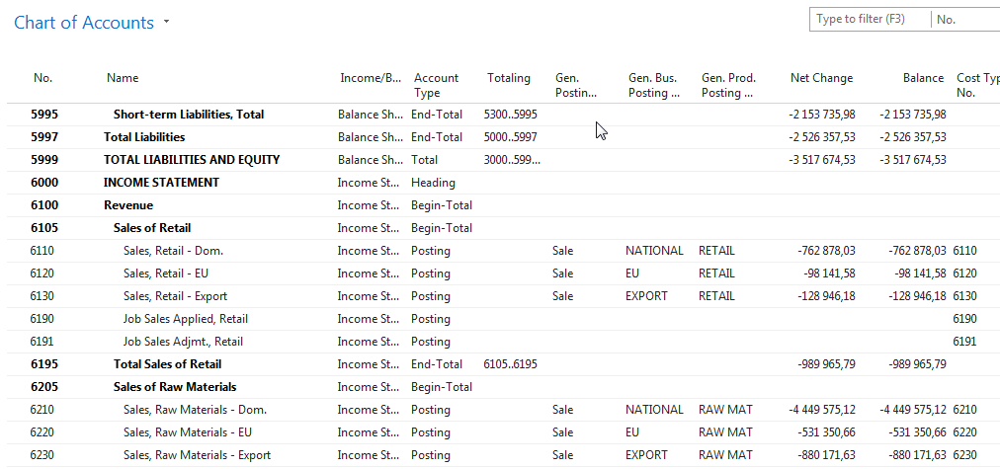 Chart of Accounts
Type to filter (F3) No.
No. Name Income/B... Account Type Totaling Gen. Postin... Gen. Bus. Posting ... Gen. Prod. Posting ... Net Change Balance Cost Typ No.
5995 Short-term Liabilities, Total Balance Sh... End-Total 5300..5995 -2 153 735,98 -2 153 735,98
5997 Total Liabilities Balance Sh... End-Total 5000..5997 -2 526 357,53 -2 526 357,53
5999 TOTAL LIABILITIES AND EQUITY Balance Sh... Total 3000..599... -3 517 674,53 -3 517 674,53
6000 INCOME STATEMENT Income St... Heading
6100 Revenue Income St... Begin-Total
6105 Sales of Retail Income St... Begin-Total
6110 Sales, Retail - Dom. Income St... Posting Sale NATIONAL RETAIL -762 878,03 -762 878,03 6110
6120 Sales, Retail - EU Income St... Posting Sale EU RETAIL -98 141,58 -98 141,58 6120
6130 Sales, Retail - Export Income St... Posting Sale EXPORT RETAIL -128 946,18 -128 946,18 6130
6190 Job Sales Applied, Retail Income St... Posting 6190
6191 Job Sales Adjmt., Retail Income St... Posting 6191
6195 Total Sales of Retail Income St... End-Total 6105..6195 -989 965,79 -989 965,79
6205 Sales of Raw Materials Income St... Begin-Total
6210 Sales, Raw Materials - Dom. Income St... Posting Sale NATIONAL RAW MAT -4 449 575,12 -4 449 575,12 6210
6220 Sales, Raw Materials - EU Income St... Posting Sale EU RAW MAT -531 350,66 -531 350,66 6220
6230 Sales, Raw Materials - Export Income St... Posting Sale EXPORT RAW MAT -880 171,63 -880 171,63 6230